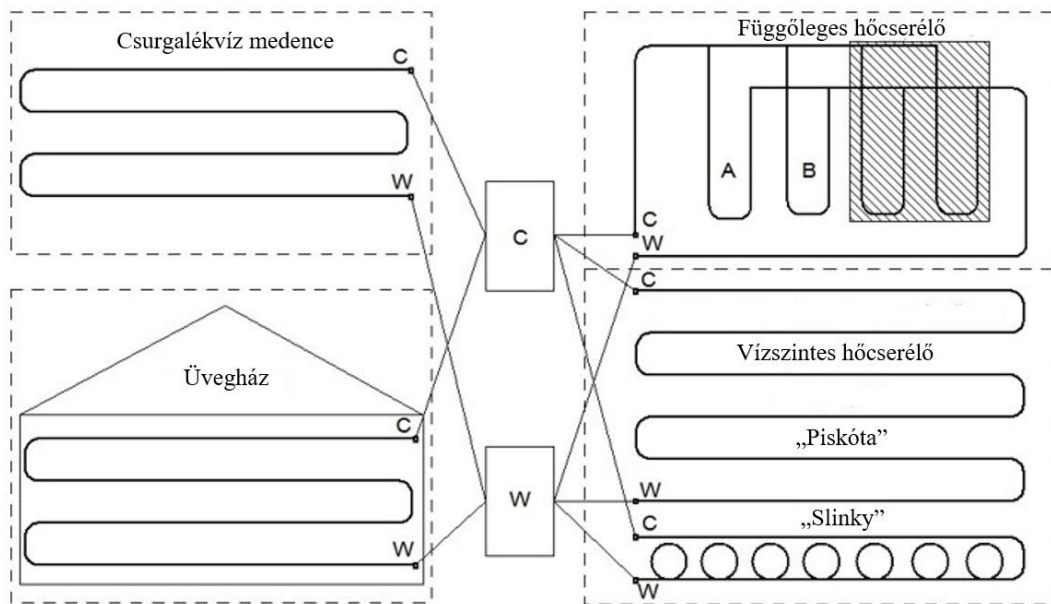 Csurgalékvíz medence
C
W
Üvegház
C
W
C
W
Függőleges hőcserélő
A
B
C
W
C
Vízszintes hőcserélő
„Piskóta”
W
C
„Slinky”
W